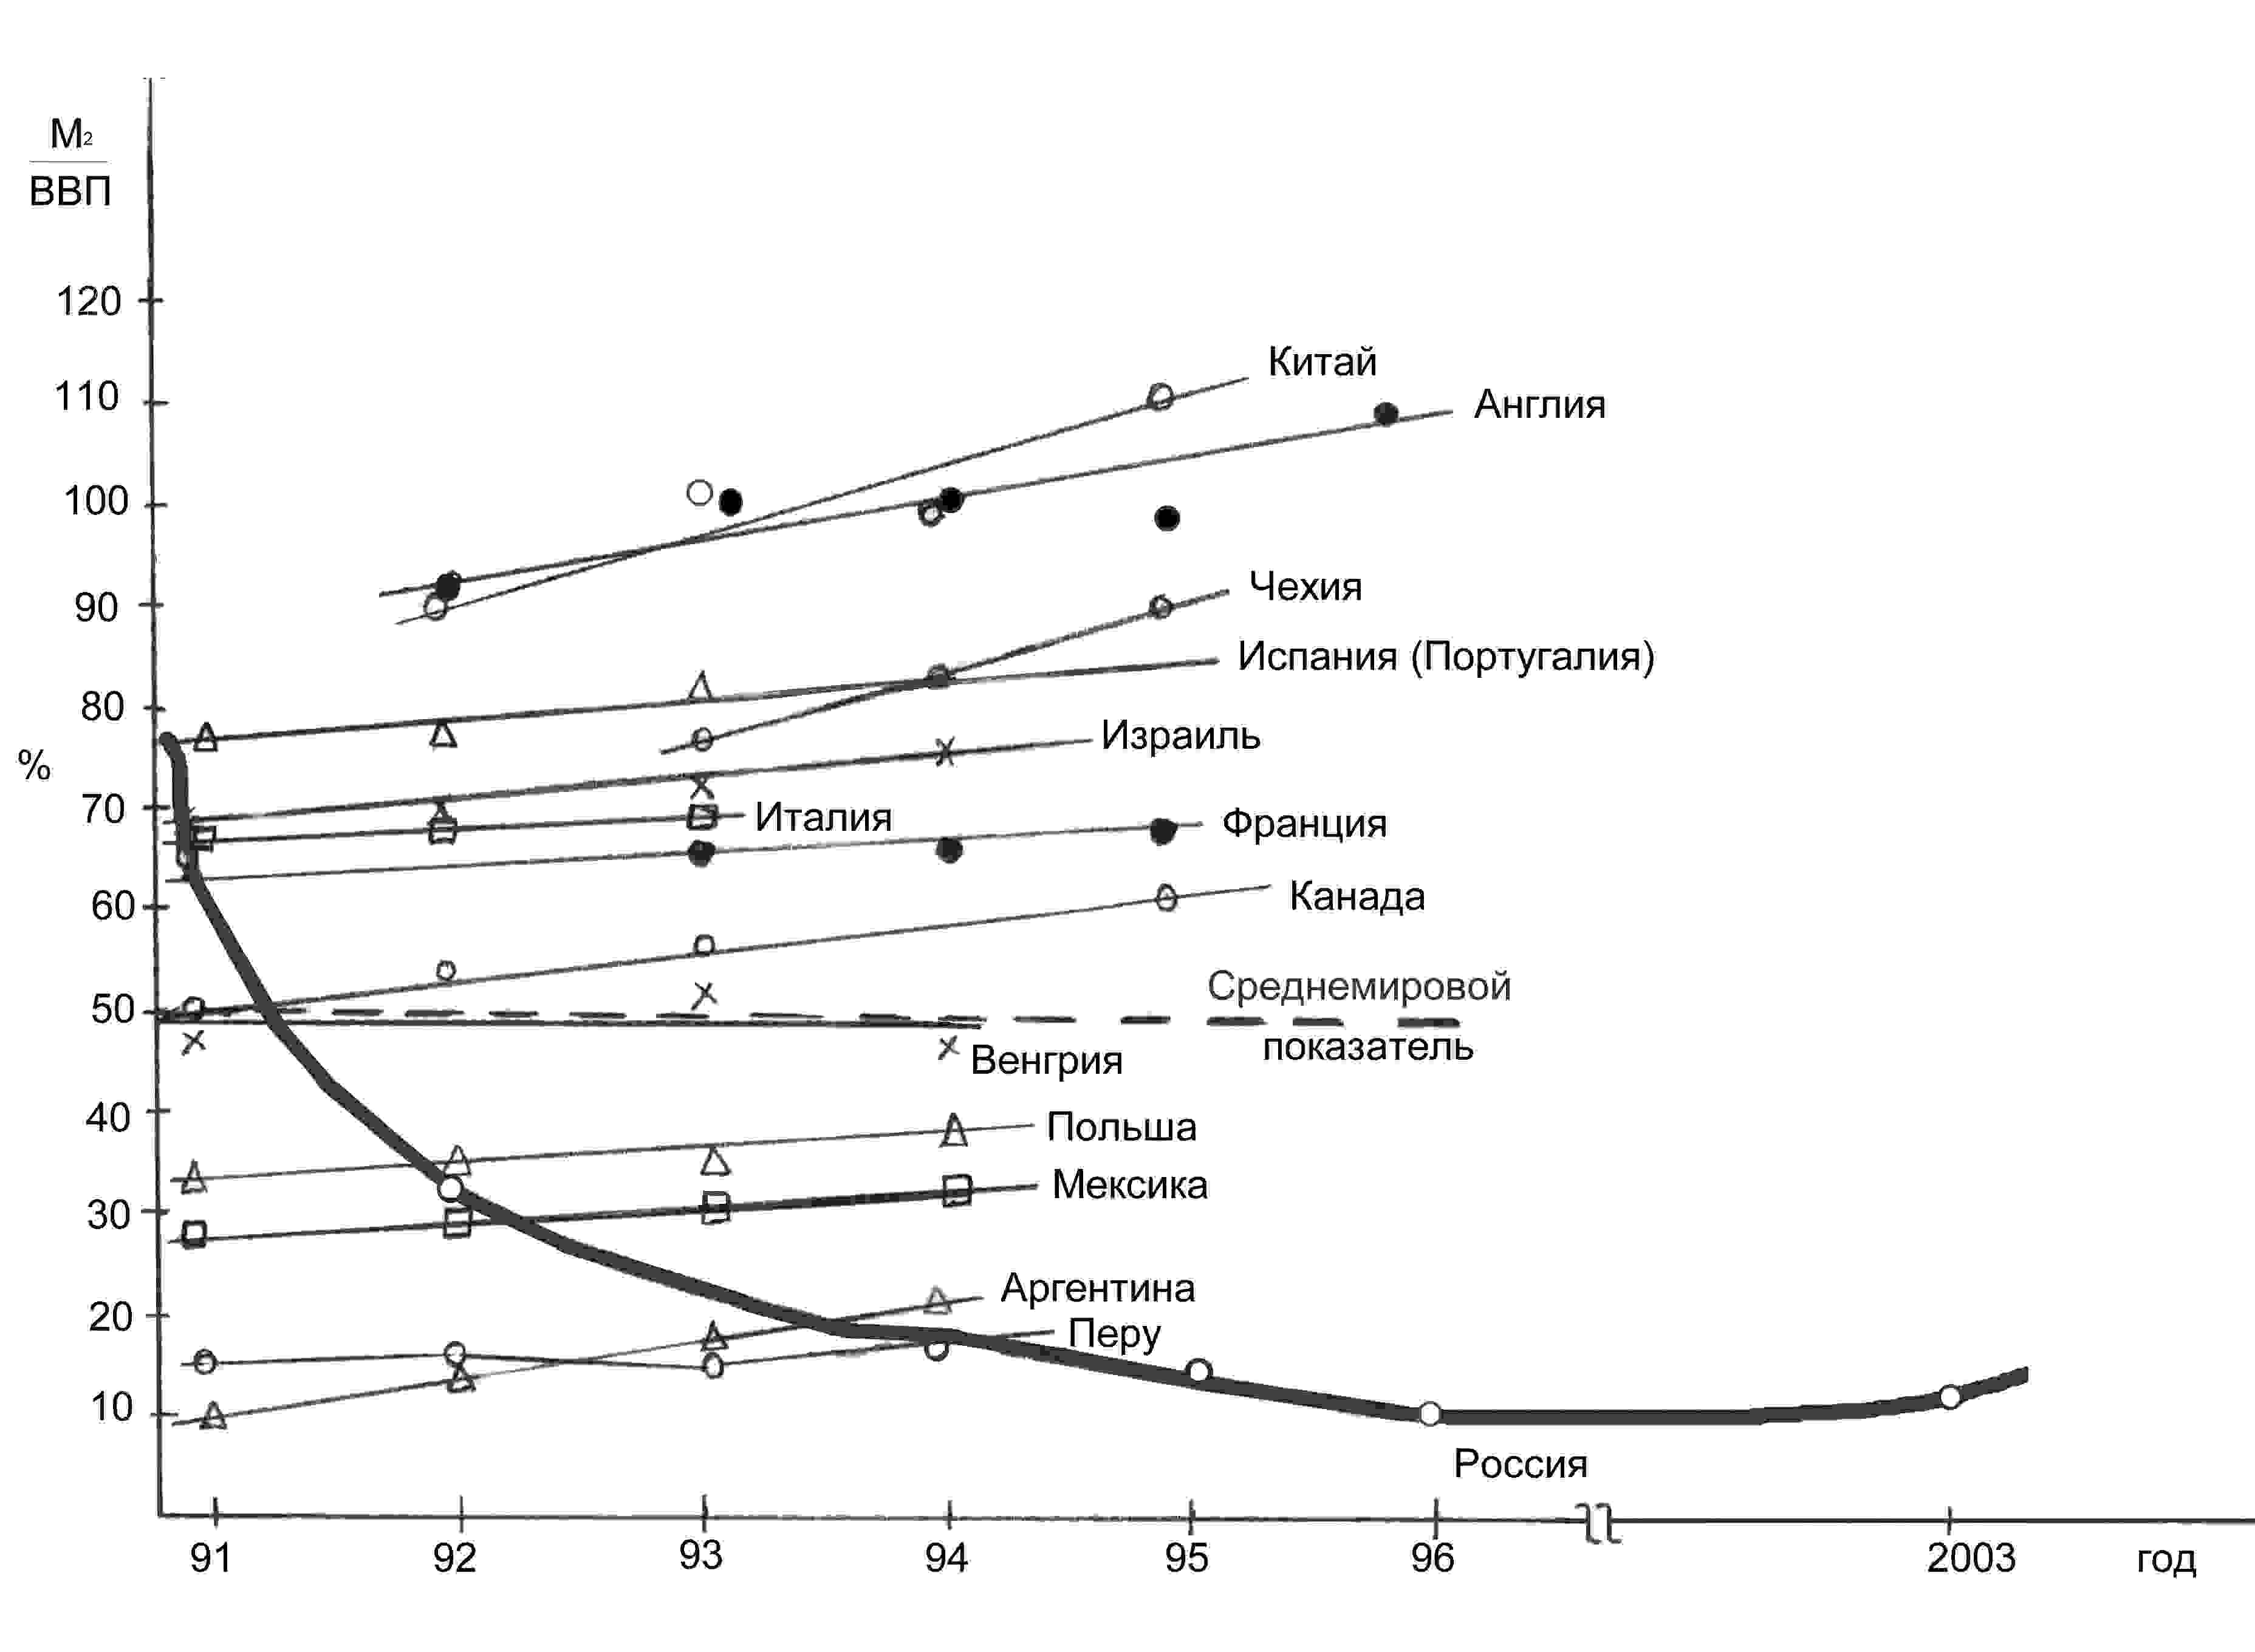 М2
ВВП
120
110
100
90
80
%
70
60
50
40
30
20
10
Китай
Англия
Чехия
Испания (Португалия)
Израиль
Италия
Франция
Канада
Среднемировой
показатель
Венгрия
Польша
Мексика
Аргентина
Перу
Россия
91 92 93 94 95 96 2003 год